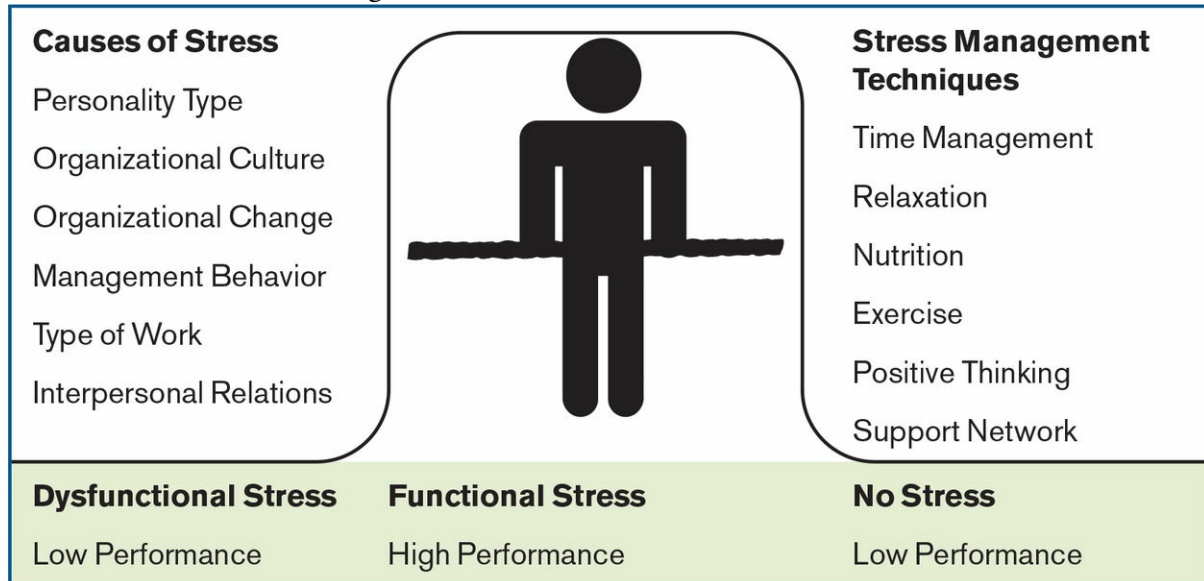 Causes of Stress
Personality Type
Organizational Culture
Organizational Change
Management Behavior
Type of Work
Interpersonal Relations
Stress Management
Techniques
Time Management
Relaxation
Nutrition
Exercise
Positive Thinking
Support Network
Dysfunctional Stress
Low Performance
Functional Stress
High Performance
No Stress
Low Performance